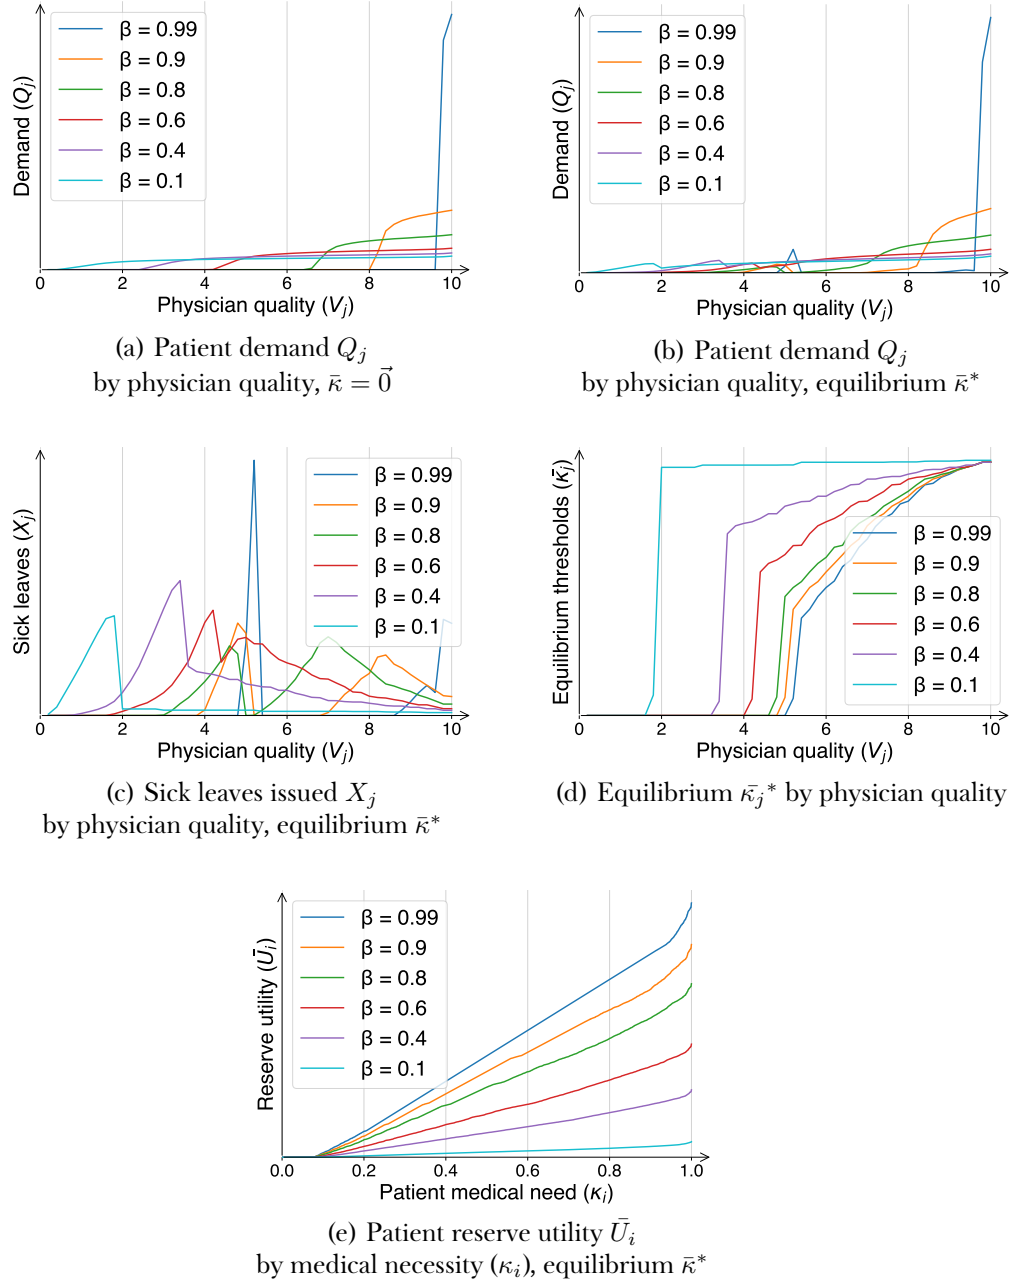 β = 0.99
β = 0.9
β = 0.8
β = 0.6
β = 0.4
β = 0.1
Demand (Qj)
0 2 4 6 8 10
Physician quality (Vj)
(a) Patient demand Qj
by physician quality, κ̄ = 0⃗
β = 0.99
β = 0.9
β = 0.8
β = 0.6
β = 0.4
β = 0.1
Demand (Qj)
0 2 4 6 8 10
Physician quality (Vj)
(b) Patient demand Qj
by physician quality, equilibrium κ̄*
β = 0.99
β = 0.9
β = 0.8
β = 0.6
β = 0.4
β = 0.1
Sick leaves (Xj)
0 2 4 6 8 10
Physician quality (Vj)
(c) Sick leaves issued Xj
by physician quality, equilibrium κ̄*
β = 0.99
β = 0.9
β = 0.8
β = 0.6
β = 0.4
β = 0.1
Equilibrium thresholds (κ̄j)
0 2 4 6 8 10
Physician quality (Vj)
(d) Equilibrium κ̄j* by physician quality
β = 0.99
β = 0.9
β = 0.8
β = 0.6
β = 0.4
β = 0.1
Reserve utility (Ūi)
0.0 0.2 0.4 0.6 0.8 1.0
Patient medical need (κi)
(e) Patient reserve utility Ūi
by medical necessity (κi), equilibrium κ̄*